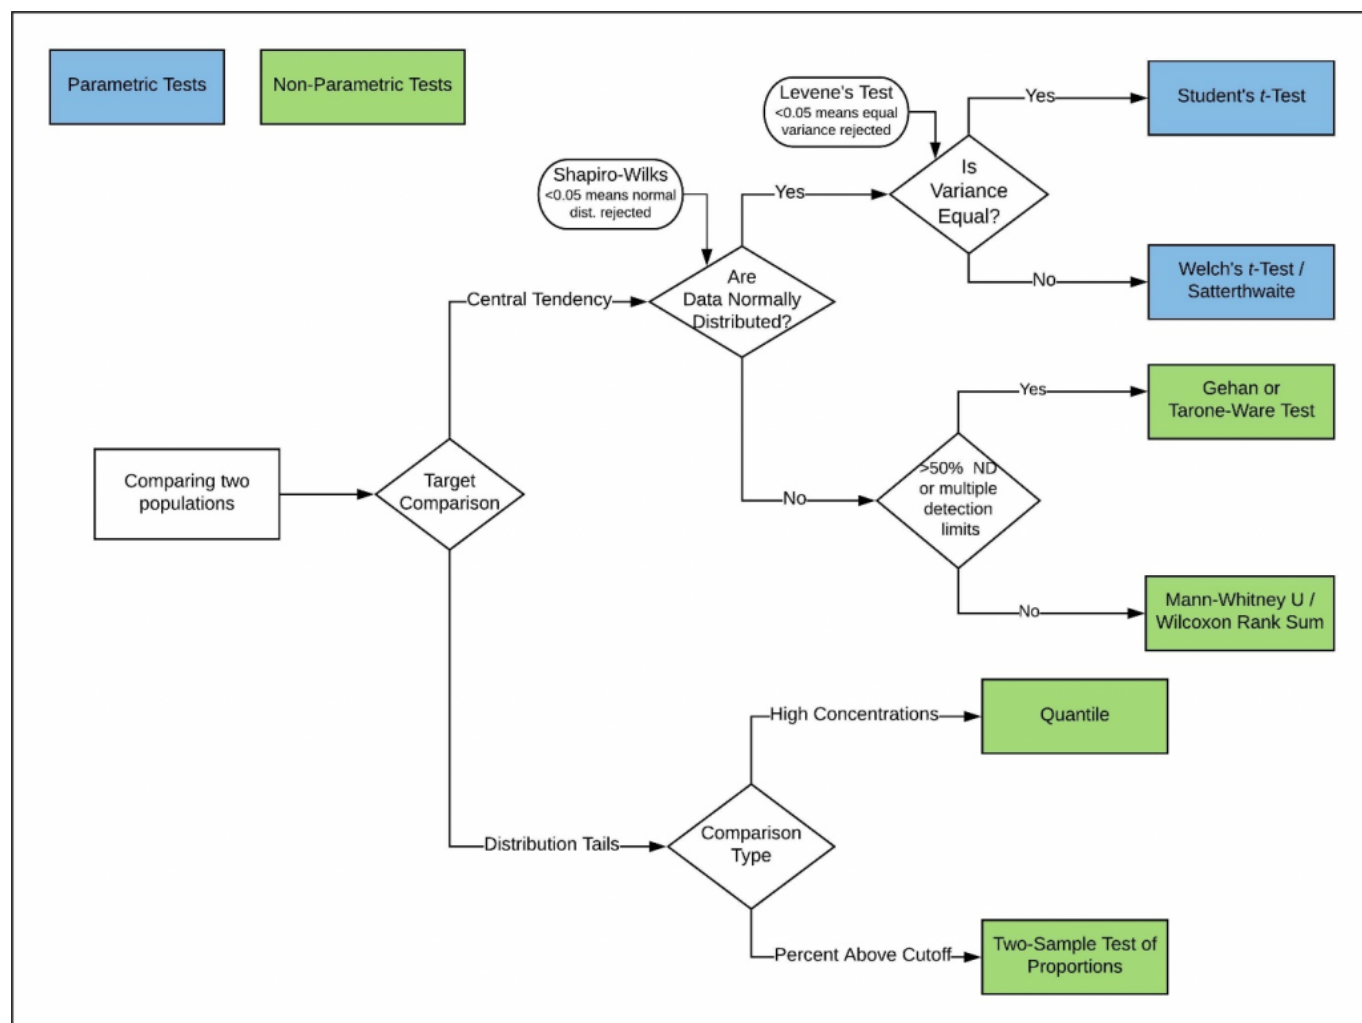 Parametric Tests
Non-Parametric Tests
Levene's Test
<0.05 means equal
variance rejected
Yes
Student's t-Test
Is
Variance
Equal?
Shapiro-Wilks
<0.05 means normal
dist. rejected
Yes
No
Welch's t-Test /
Satterthwaite
Central Tendency
Are
Data Normally
Distributed?
Yes
Gehan or
Tarone-Ware Test
Comparing two
populations
Target
Comparison
No
>50% ND
or multiple
detection
limits
No
Mann-Whitney U /
Wilcoxon Rank Sum
High Concentrations
Quantile
Distribution Tails
Comparison
Type
Percent Above Cutoff
Two-Sample Test of
Proportions